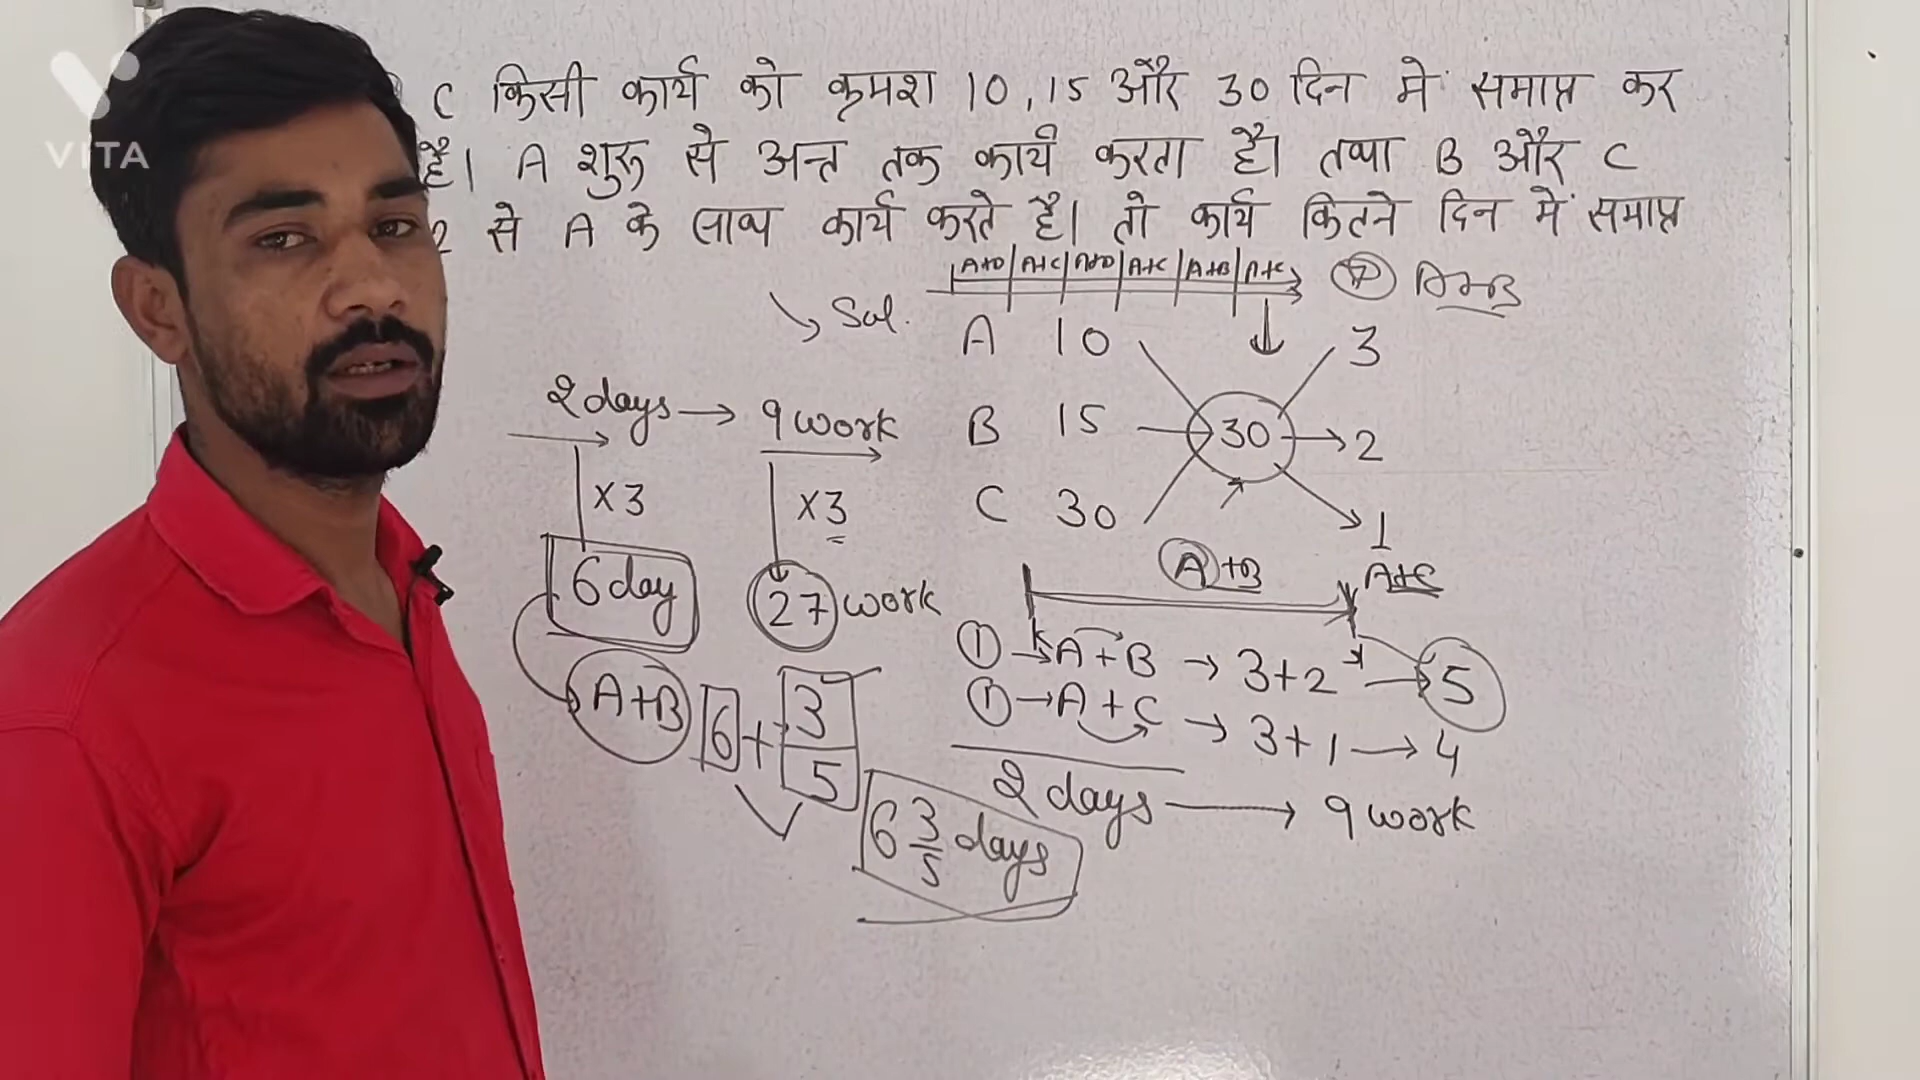 VITA
C किसी कार्य को क्रमश 10, 15 और 30 दिन मे समाप्त कर
है। A शुरू से अन्त तक कार्य करता है। तथा B और C
2 से A के साथ कार्य करते है। तो कार्य कितने दिन में समाप्त
A+B A+C A+B A+C A+B A+C 7 A+B
Sol.
A 10 3
B 15 30 2
C 30 1
2 days → 9 work
×3 ×3
6 day 27 work
A+B 6 + 3/5
6 3/5 days
A+B A+C
① → A + B → 3+2 → 5
① → A + C → 3+1 → 4
2 days → 9 work